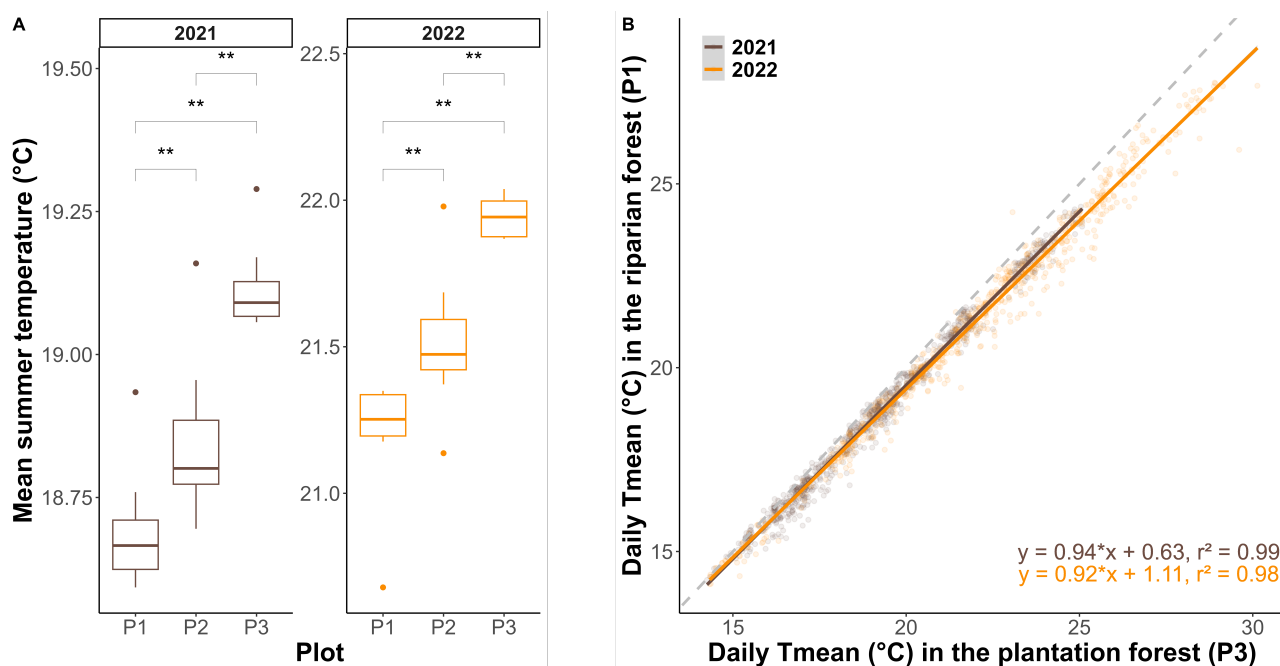 A
2021
2022
Mean summer temperature (°C)
19.50
19.25
19.00
18.75
**
**
**
P1 P2 P3
22.5
22.0
21.5
21.0
**
**
**
P1 P2 P3
Plot
B
2021
2022
Daily Tmean (°C) in the riparian forest (P1)
25
20
15
y = 0.94*x + 0.63, r² = 0.99
y = 0.92*x + 1.11, r² = 0.98
15 20 25 30
Daily Tmean (°C) in the plantation forest (P3)